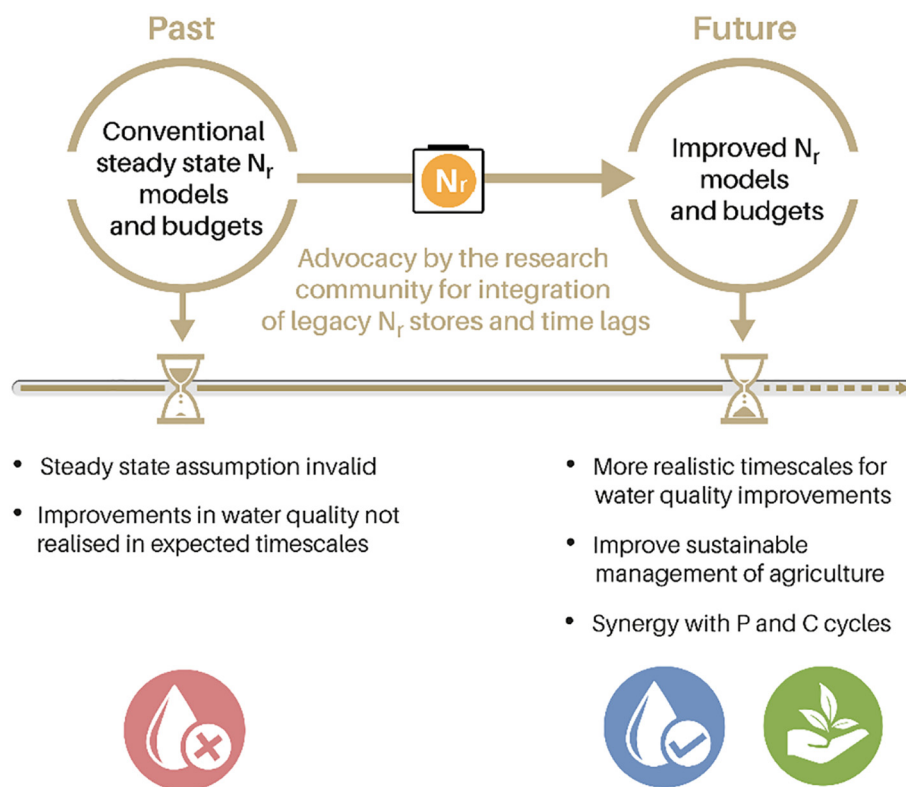 Past
Future
Conventional
steady state Nᵣ
models
and budgets
Nᵣ
Improved Nᵣ
models
and budgets
Advocacy by the research
community for integration
of legacy Nᵣ stores and time lags
• Steady state assumption invalid
• Improvements in water quality not
realised in expected timescales
• More realistic timescales for
water quality improvements
• Improve sustainable
management of agriculture
• Synergy with P and C cycles